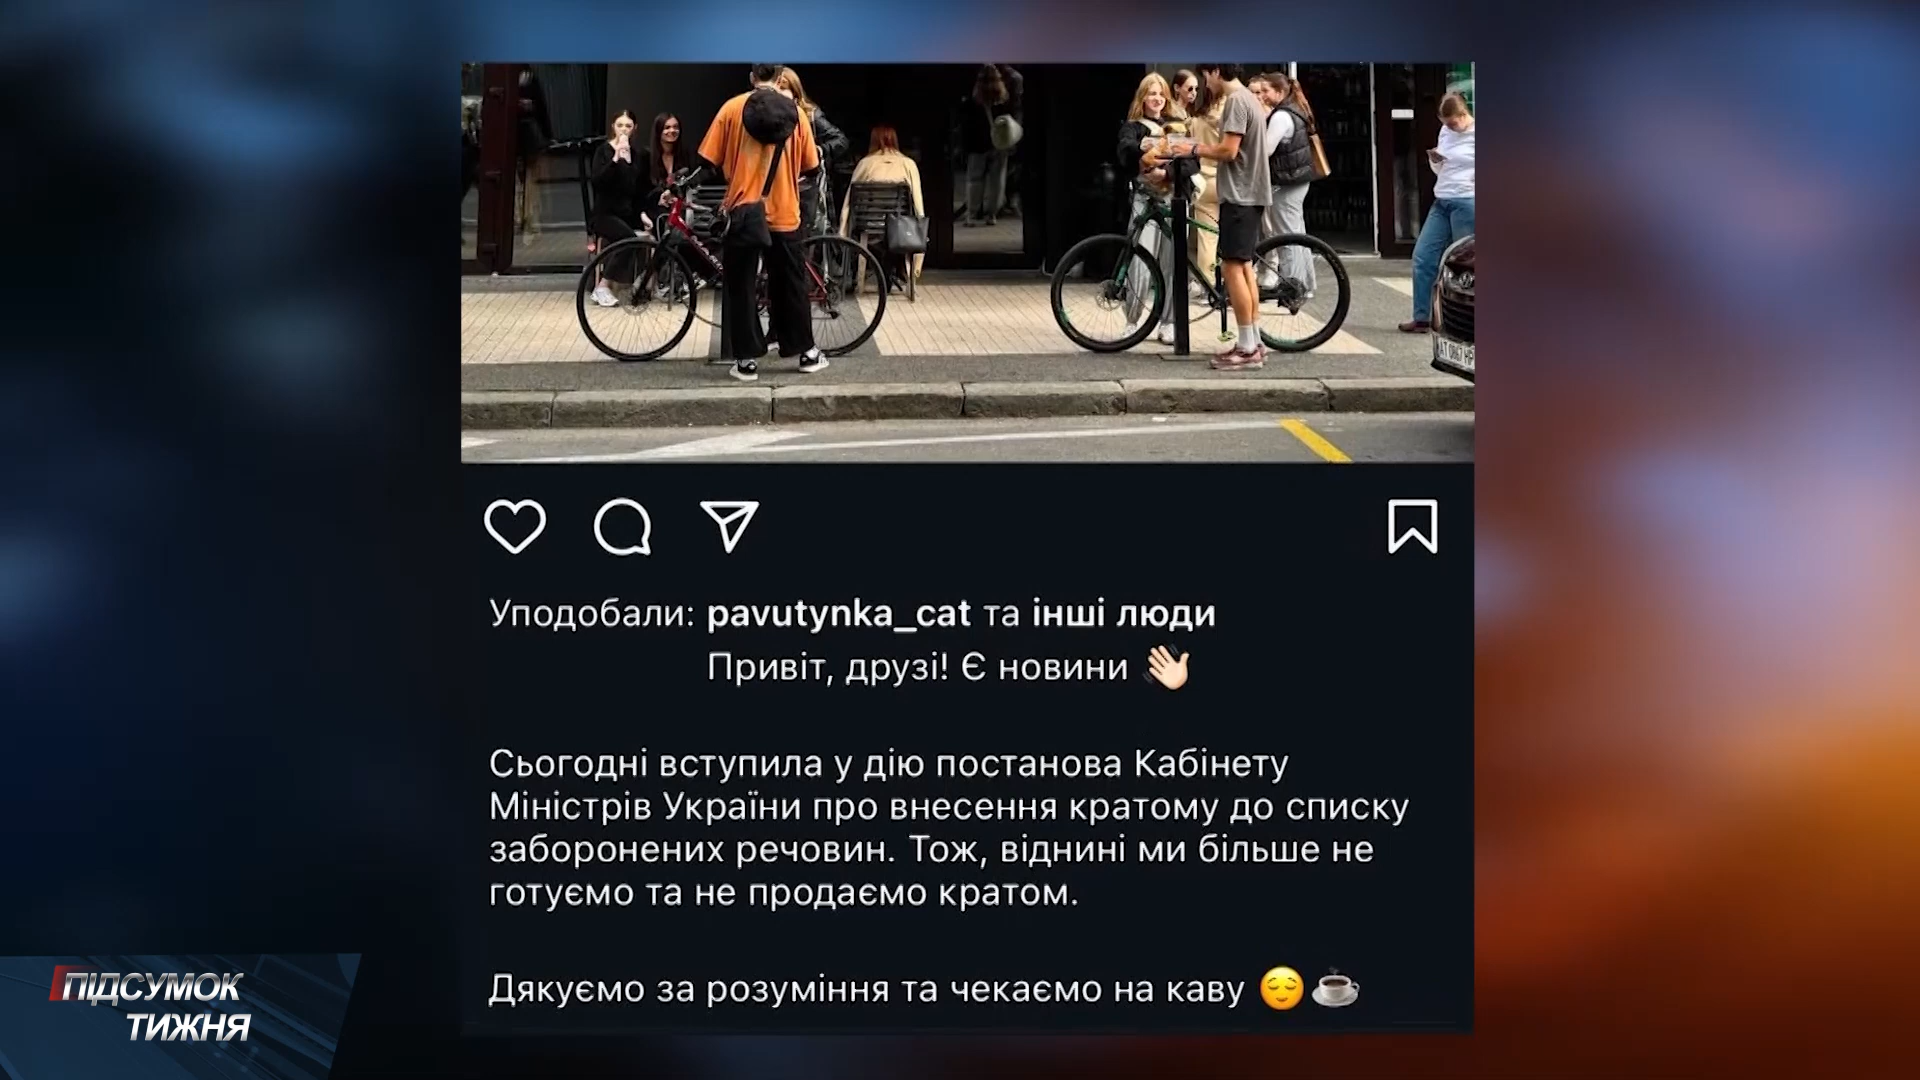 Уподобали: pavutynka_cat та інші люди
Привіт, друзі! Є новини 👋🏻
Сьогодні вступила у дію постанова Кабінету
Міністрів України про внесення кратому до списку
заборонених речовин. Тож, віднині ми більше не
готуємо та не продаємо кратом.
Дякуємо за розуміння та чекаємо на каву 😌☕
ПІДСУМОК
ТИЖНЯ